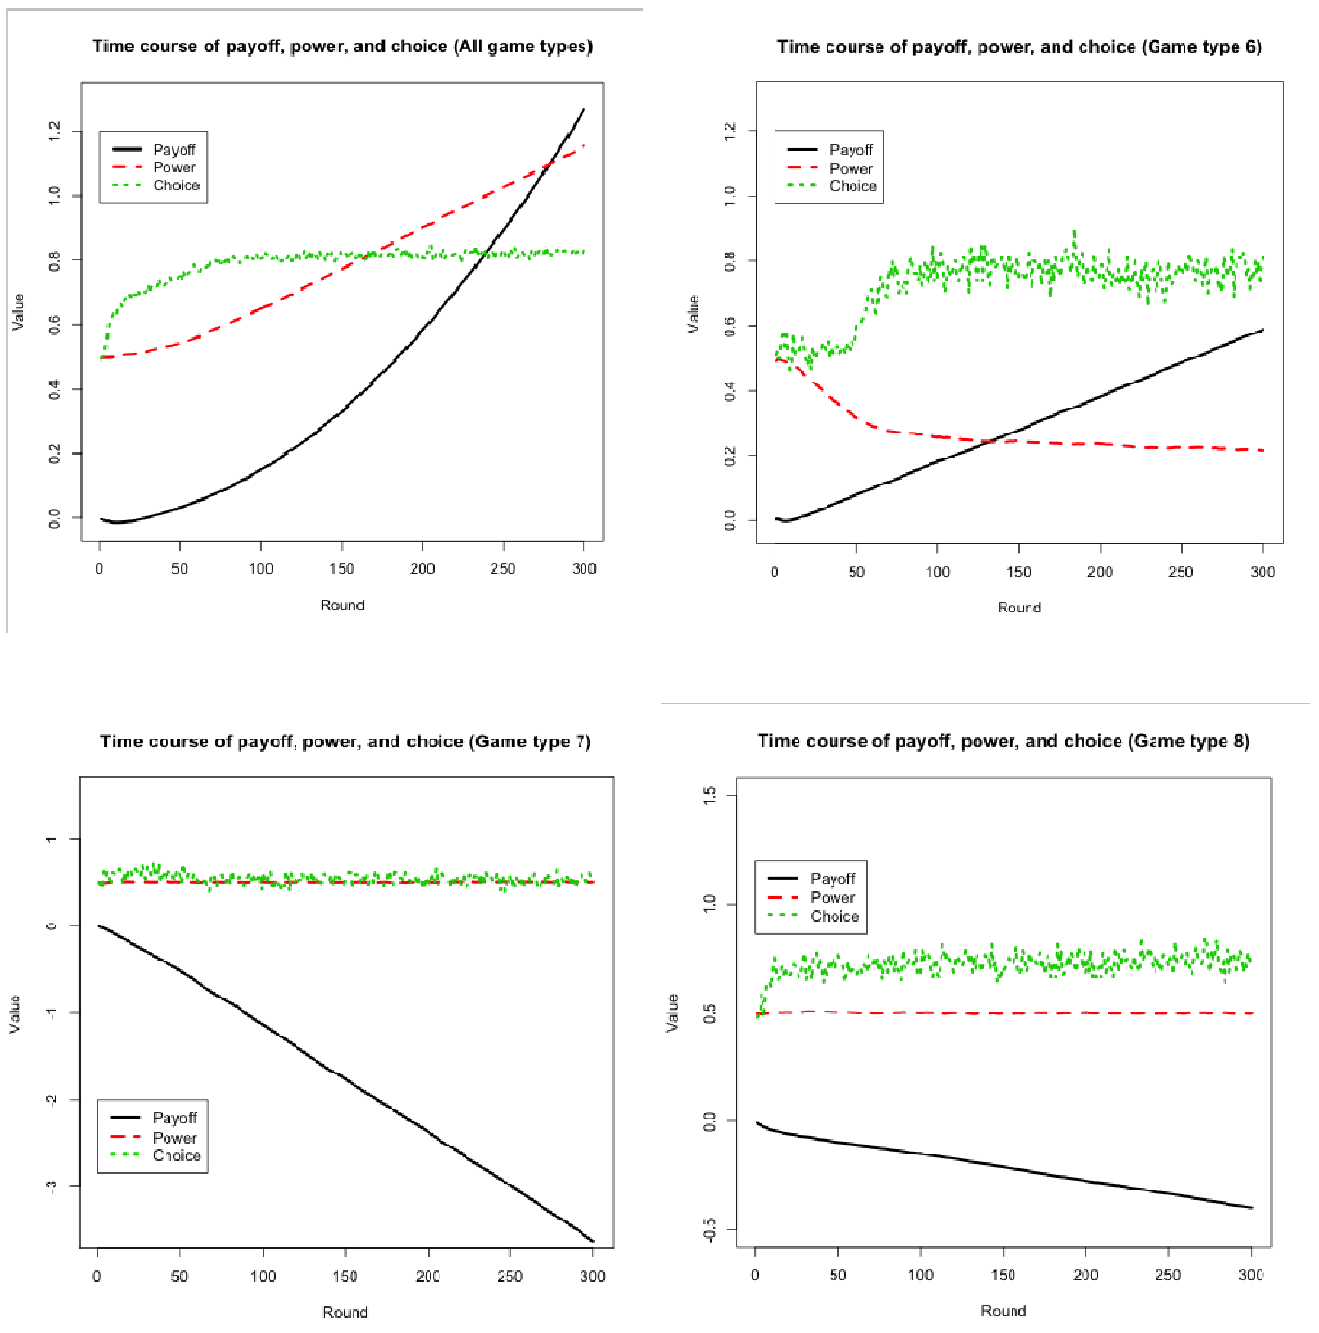 Time course of payoff, power, and choice (All game types)
Value
1.2
1.0
0.8
0.6
0.4
0.2
0.0
Payoff
Power
Choice
0 50 100 150 200 250 300
Round
Time course of payoff, power, and choice (Game type 6)
Value
1.2
1.0
0.8
0.6
0.4
0.2
0.0
Payoff
Power
Choice
0 50 100 150 200 250 300
Round
Time course of payoff, power, and choice (Game type 7)
Value
1
0
-1
-2
-3
Payoff
Power
Choice
0 50 100 150 200 250 300
Round
Time course of payoff, power, and choice (Game type 8)
Value
1.5
1.0
0.5
0.0
-0.5
Payoff
Power
Choice
0 50 100 150 200 250 300
Round